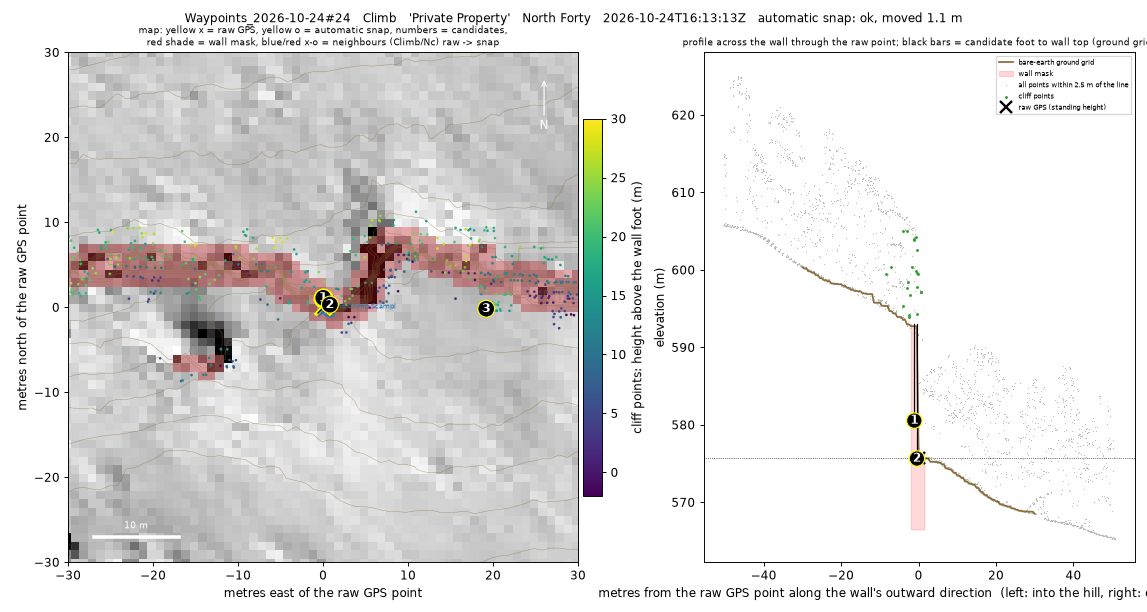 Waypoints_2026-10-24#24 Climb 'Private Property' North Forty 2026-10-24T16:13:13Z automatic snap: ok, moved 1.1 m
map: yellow x = raw GPS, yellow o = automatic snap, numbers = candidates,
red shade = wall mask, blue/red x-o = neighbours (Climb/Nc) raw -> snap
profile across the wall through the raw point; black bars = candidate foot to wall top (ground gri
30
20
10
0
−10
−20
−30
−30
−20
−10
0
10
20
30
N
10 m
1
2
3
metres north of the raw GPS point
metres east of the raw GPS point
30
25
20
15
10
5
0
cliff points: height above the wall foot (m)
bare-earth ground grid
wall mask
all points within 2.5 m of the line
cliff points
raw GPS (standing height)
620
610
600
590
580
570
elevation (m)
1
2
−40
−20
0
20
40
metres from the raw GPS point along the wall's outward direction (left: into the hill, right: